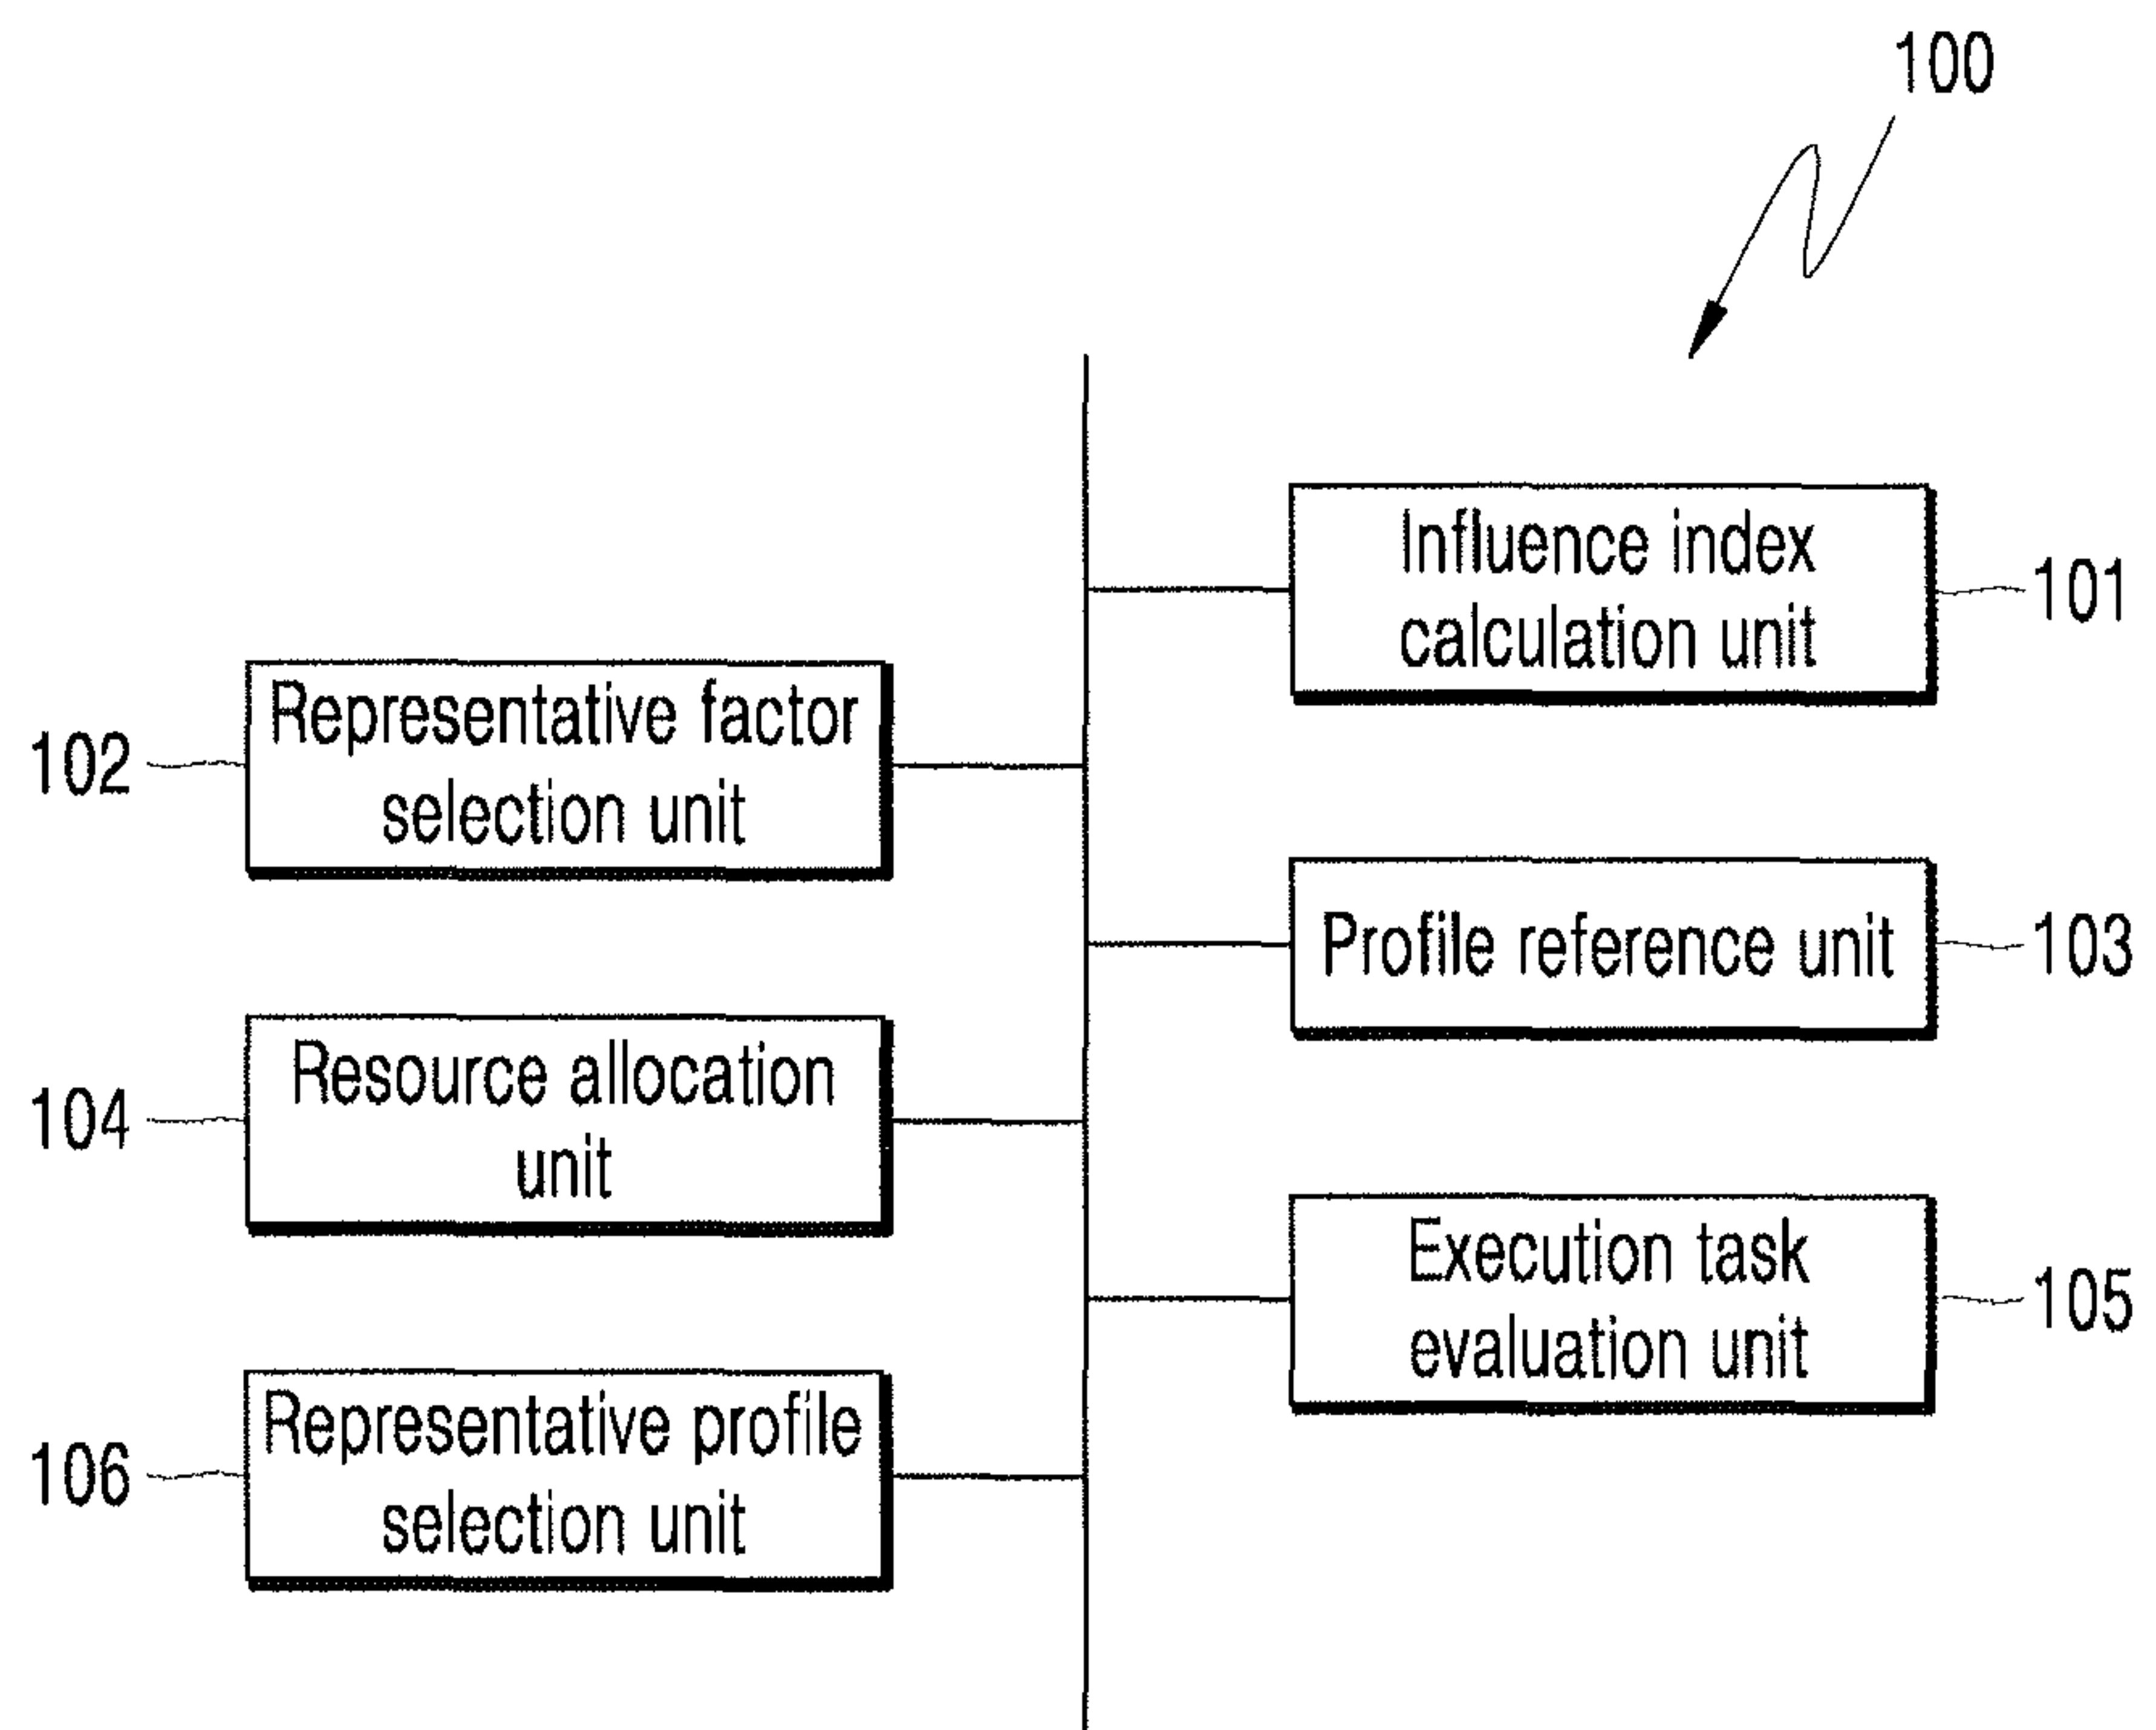 100
Influence index
calculation unit
101
Representative factor
selection unit
102
Profile reference unit
103
Resource allocation
unit
104
Execution task
evaluation unit
105
Representative profile
selection unit
106